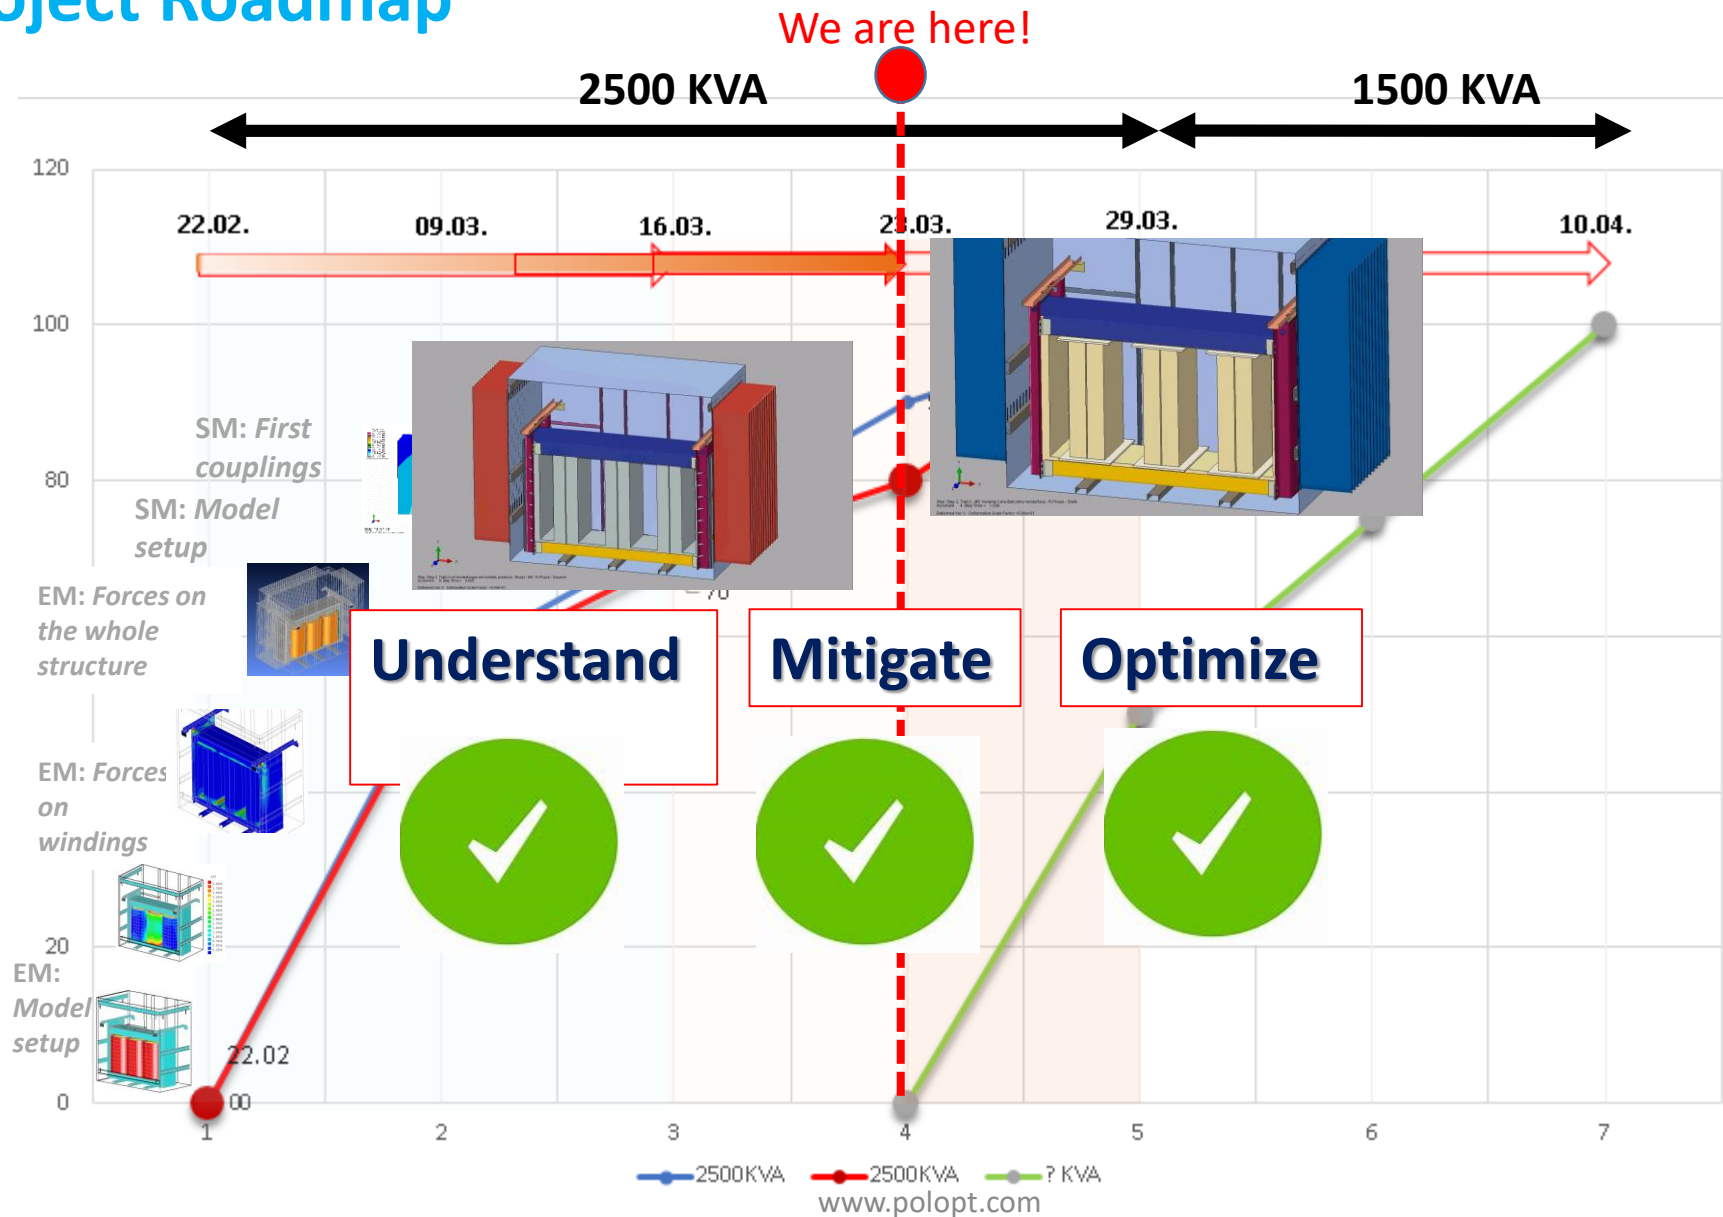 oject Roadmap
We are here!
2500 KVA
1500 KVA
120
22.02.
09.03.
16.03.
23.03.
29.03.
10.04.
100
SM: First
couplings
80
SM: Model
setup
EM: Forces on
the whole
structure
70
Understand
Mitigate
Optimize
EM: Forces
on
windings
20
EM:
Model
setup
22.02
0
00
1
2
3
4
5
6
7
2500KVA
2500KVA
? KVA
www.polopt.com